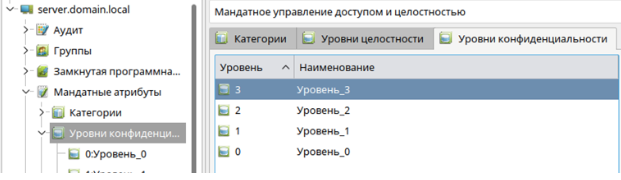 server.domain.local
Аудит
Группы
Замкнутая программна...
Мандатные атрибуты
Категории
Уровни конфиденци...
0:Уровень_0
Мандатное управление доступом и целостностью
Категории
Уровни целостности
Уровни конфиденциальности
Уровень Наименование
3 Уровень_3
2 Уровень_2
1 Уровень_1
0 Уровень_0